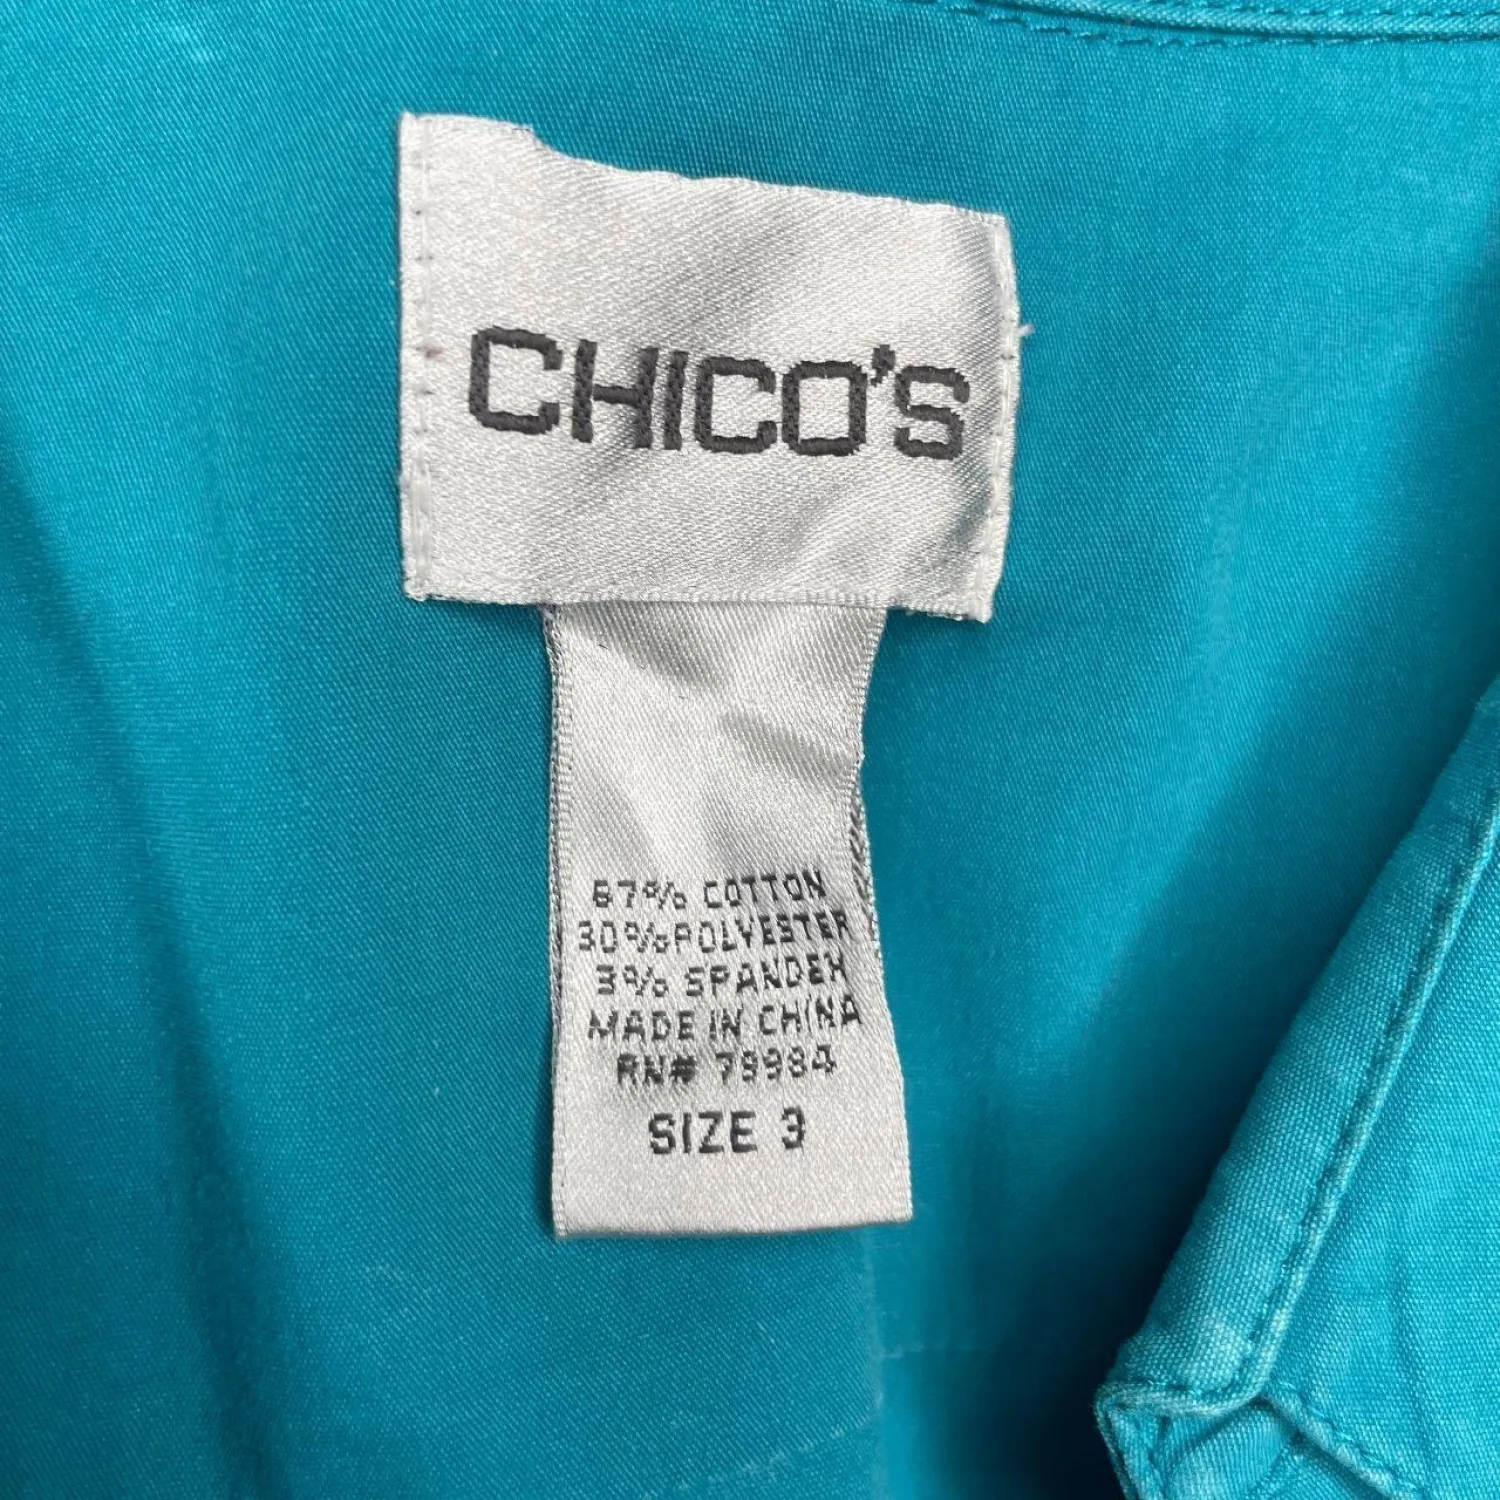 CHICO'S
67% COTTON
30% POLYESTER
3% SPANDEX
MADE IN CHINA
RN# 79984
SIZE 3